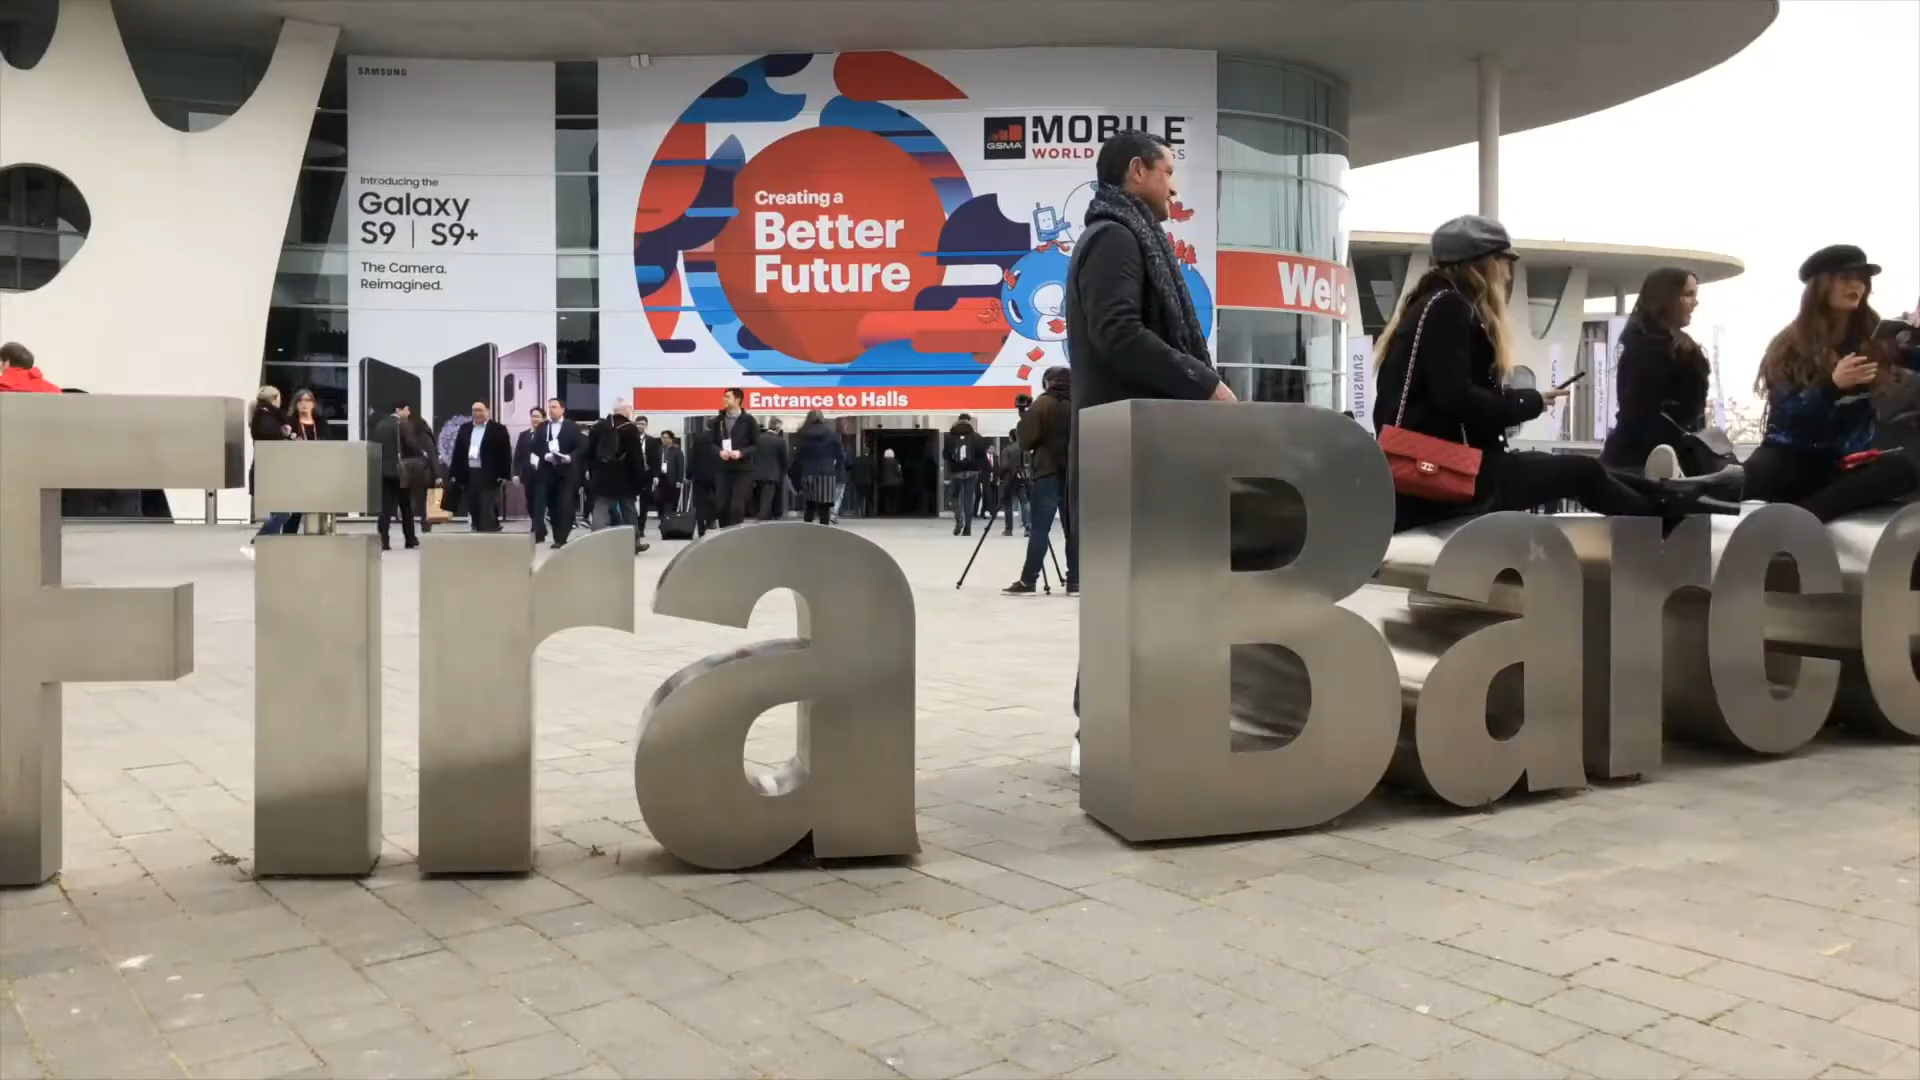 SAMSUNG
Introducing the
Galaxy
S9 | S9+
The Camera.
Reimagined.
Creating a
Better
Future
GSMA
MOBILE
WORLD
Entrance to Halls
Welc
SAMSUNG
Fira Barce